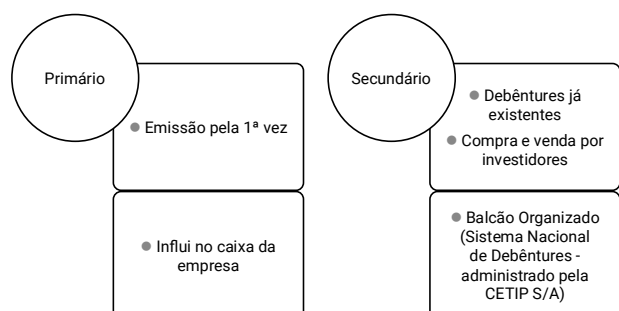 Primário
● Emissão pela 1ª vez
● Influi no caixa da
empresa
Secundário
● Debêntures já
existentes
● Compra e venda por
investidores
● Balcão Organizado
(Sistema Nacional
de Debêntures -
administrado pela
CETIP S/A)